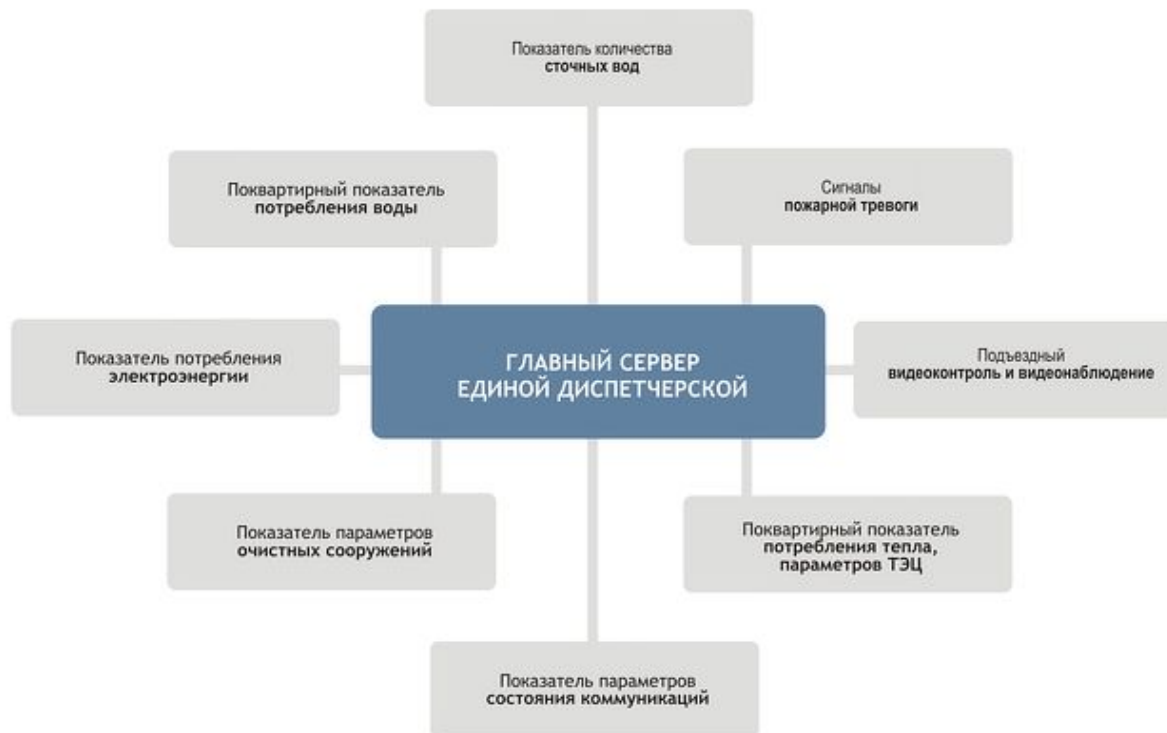 Показатель количества
сточных вод
Поквартирный показатель
потребления воды
Сигналы
пожарной тревоги
Показатель потребления
электроэнергии
ГЛАВНЫЙ СЕРВЕР
ЕДИНОЙ ДИСПЕТЧЕРСКОЙ
Подъездный
видеоконтроль и видеонаблюдение
Показатель параметров
очистных сооружений
Поквартирный показатель
потребления тепла,
параметров ТЭЦ
Показатель параметров
состояния коммуникаций